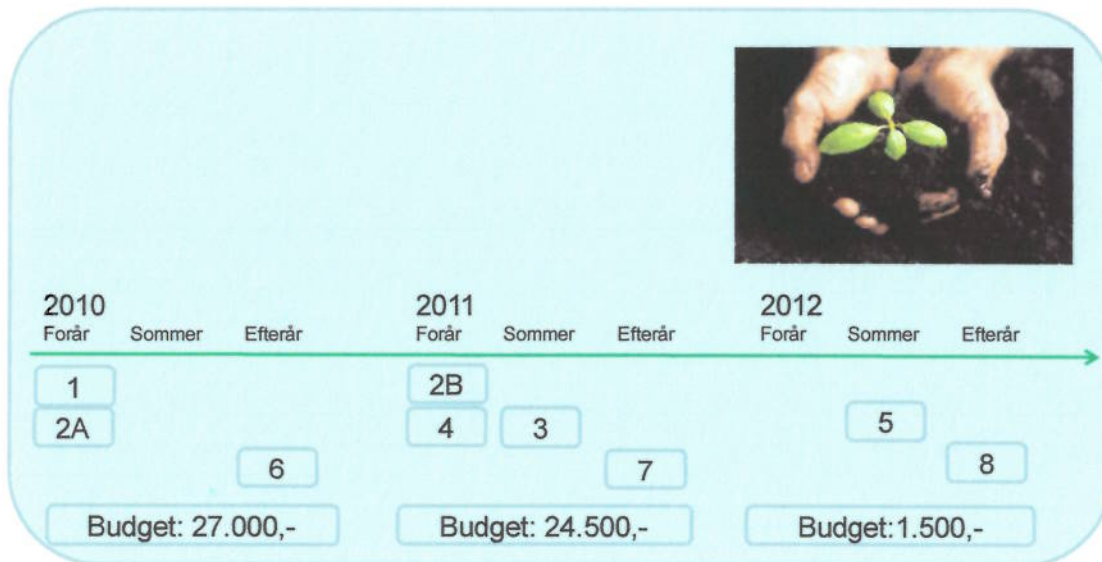 2010 2011 2012
Forår Sommer Efterår Forår Sommer Efterår Forår Sommer Efterår
1 2B
2A 4 3 5
6 7 8
Budget: 27.000,- Budget: 24.500,- Budget:1.500,-